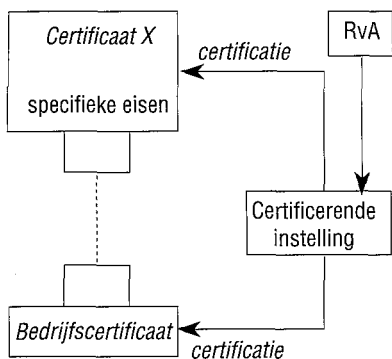 Certificaat X
specifieke eisen
certificatie
RvA
Certificerende
instelling
Bedrijfscertificaat
certificatie